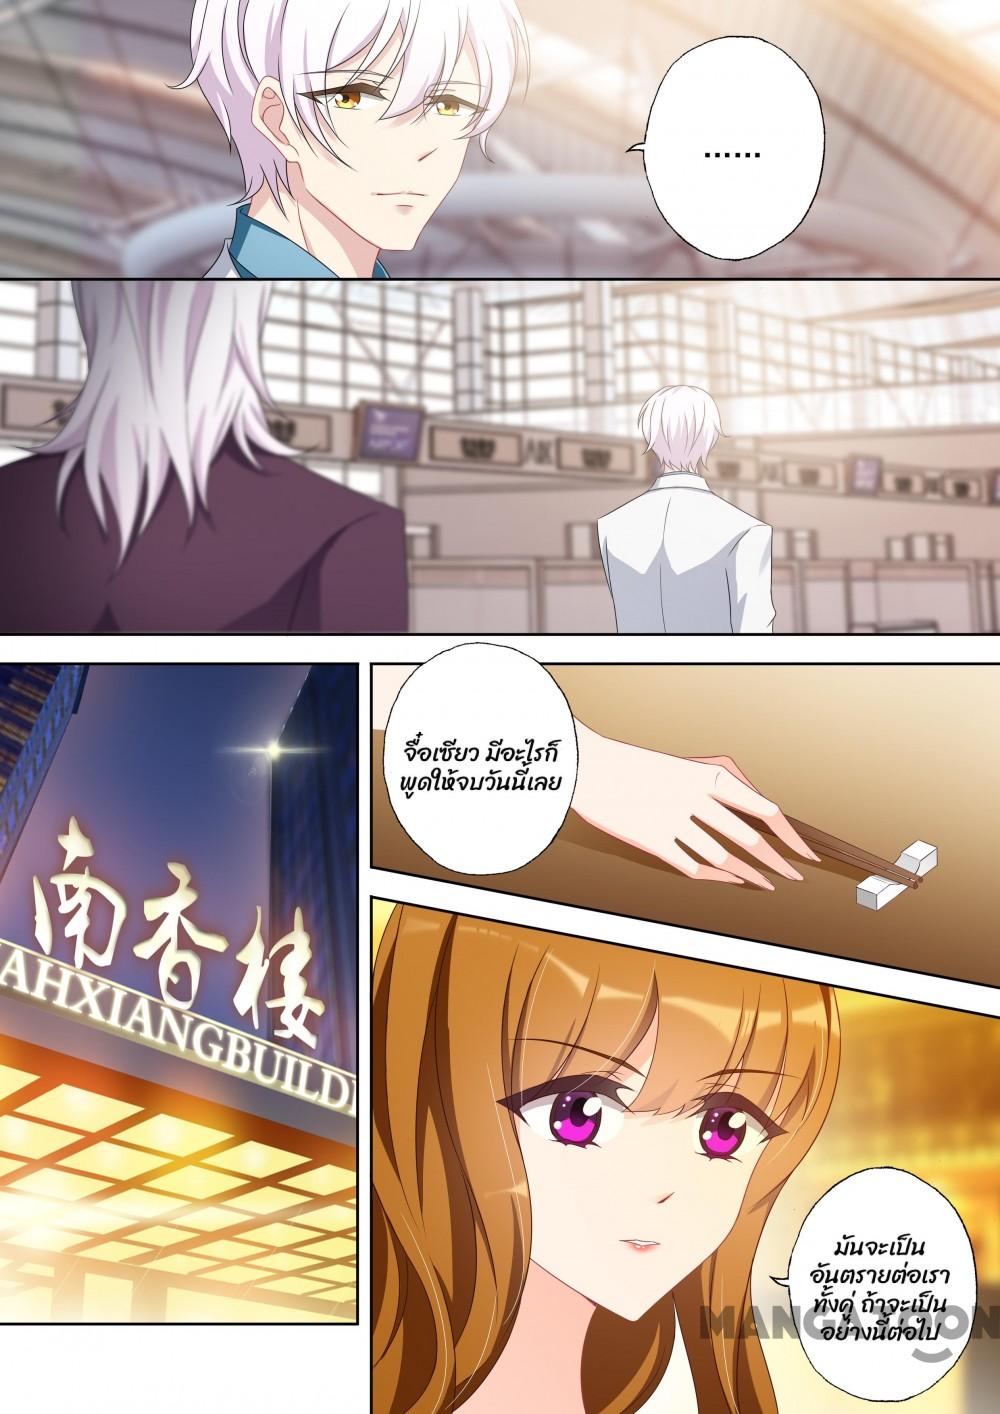 ......
จื๋อเซียว มีอะไรก็
พูดให้จบวันนี้เลย
南香楼
AHXIANGBUILD
มันจะเป็น
อันตรายต่อเรา
ทั้งคู่ ถ้าจะเป็น
อย่างนี้ต่อไป
MANGATOON